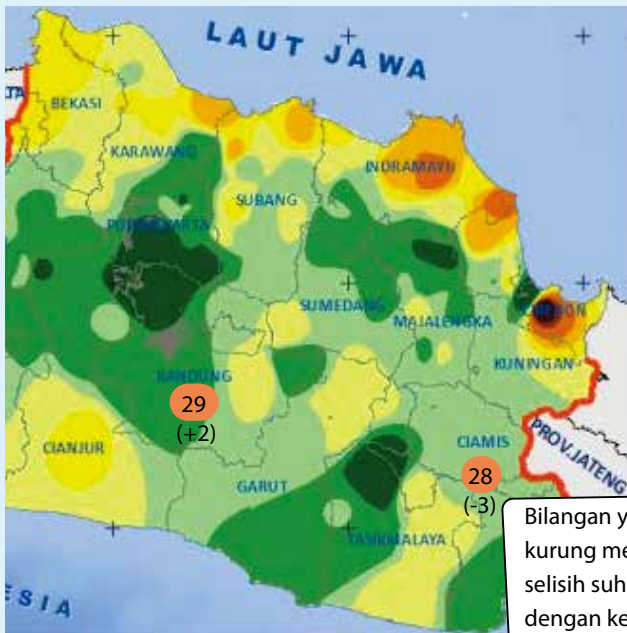 LAUT JAWA
BEKASI
KARAWANG
INDRAMAYU
SUBANG
PURWAKARTA
SUMEDANG
MAJALENGKA
KUNINGAN
BANDUNG
29
(+2)
CIANJUR
CIAMIS
28
(-3)
PROV.JATENG
GARUT
TASIKMALAYA
ESIA
Bilangan y
kurung me
selisih suh
dengan ke